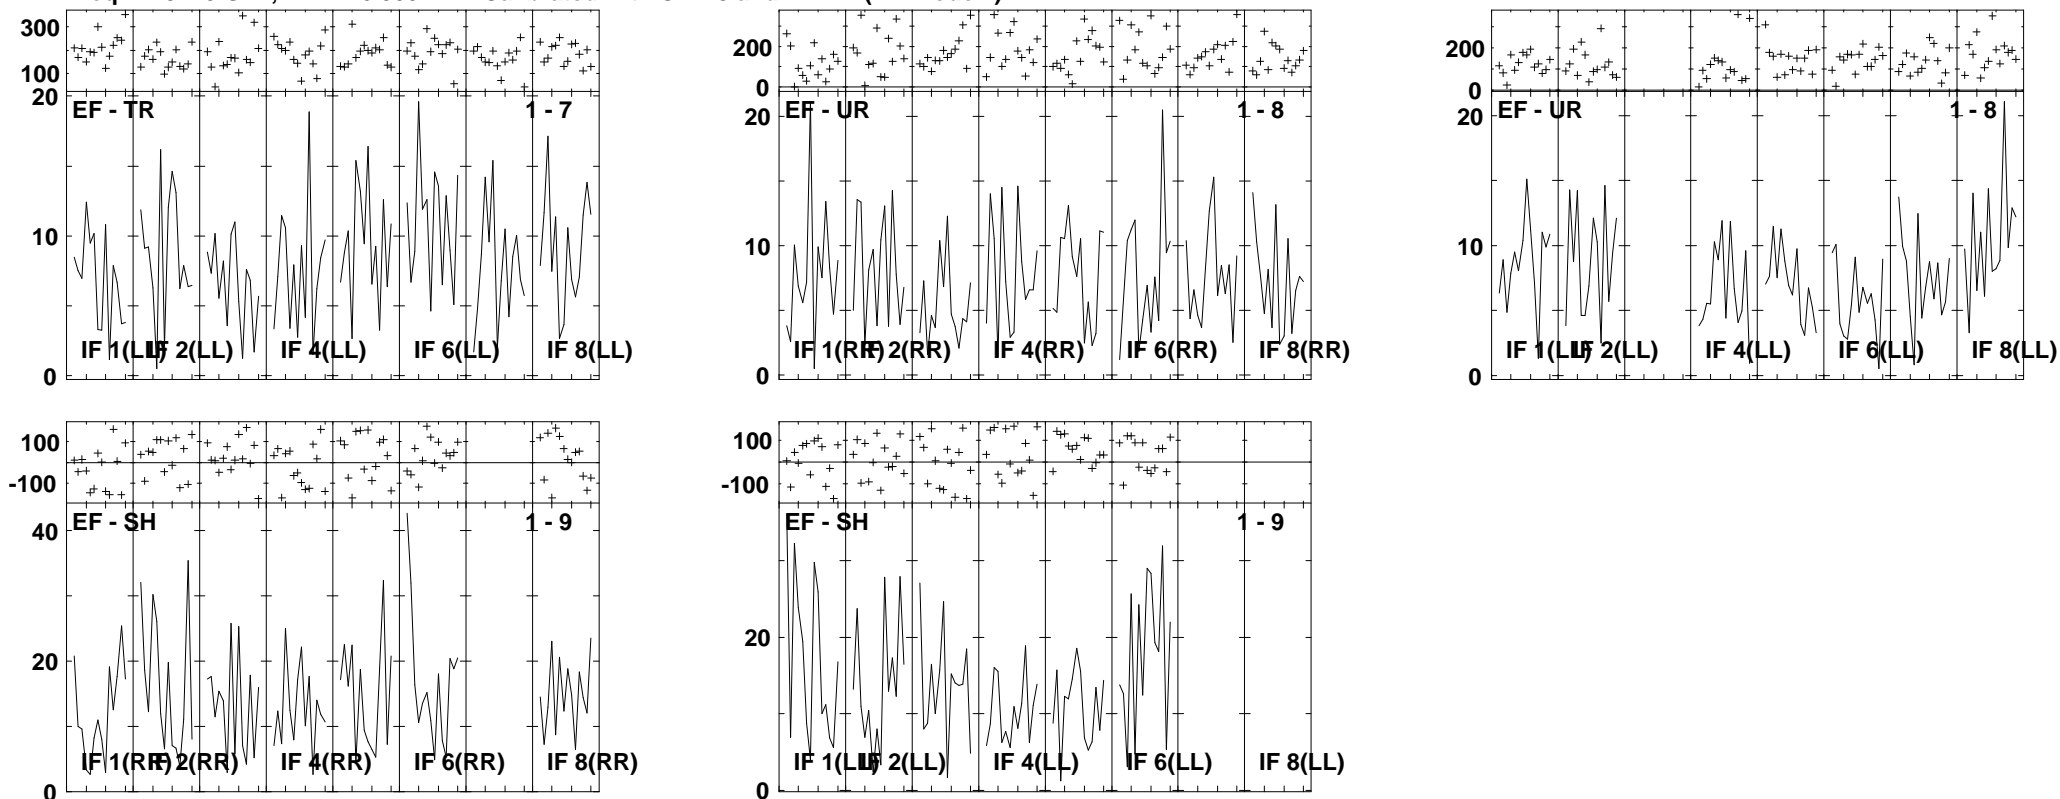 300
100
20
EF - TR
1 - 7
10
IF 1(LL) IF 2(LL) IF 4(LL) IF 6(LL) IF 8(LL)
0
200
0
20
EF - UR
1 - 8
10
IF 1(RR) IF 2(RR) IF 4(RR) IF 6(RR) IF 8(RR)
0
200
0
20
EF - UR
1 - 8
10
IF 1(LL) IF 2(LL) IF 4(LL) IF 6(LL) IF 8(LL)
0
100
-100
EF - SH
1 - 9
40
20
IF 1(RR) IF 2(RR) IF 4(RR) IF 6(RR) IF 8(RR)
0
100
-100
EF - SH
1 - 9
20
IF 1(LL) IF 2(LL) IF 4(LL) IF 6(LL) IF 8(LL)
0